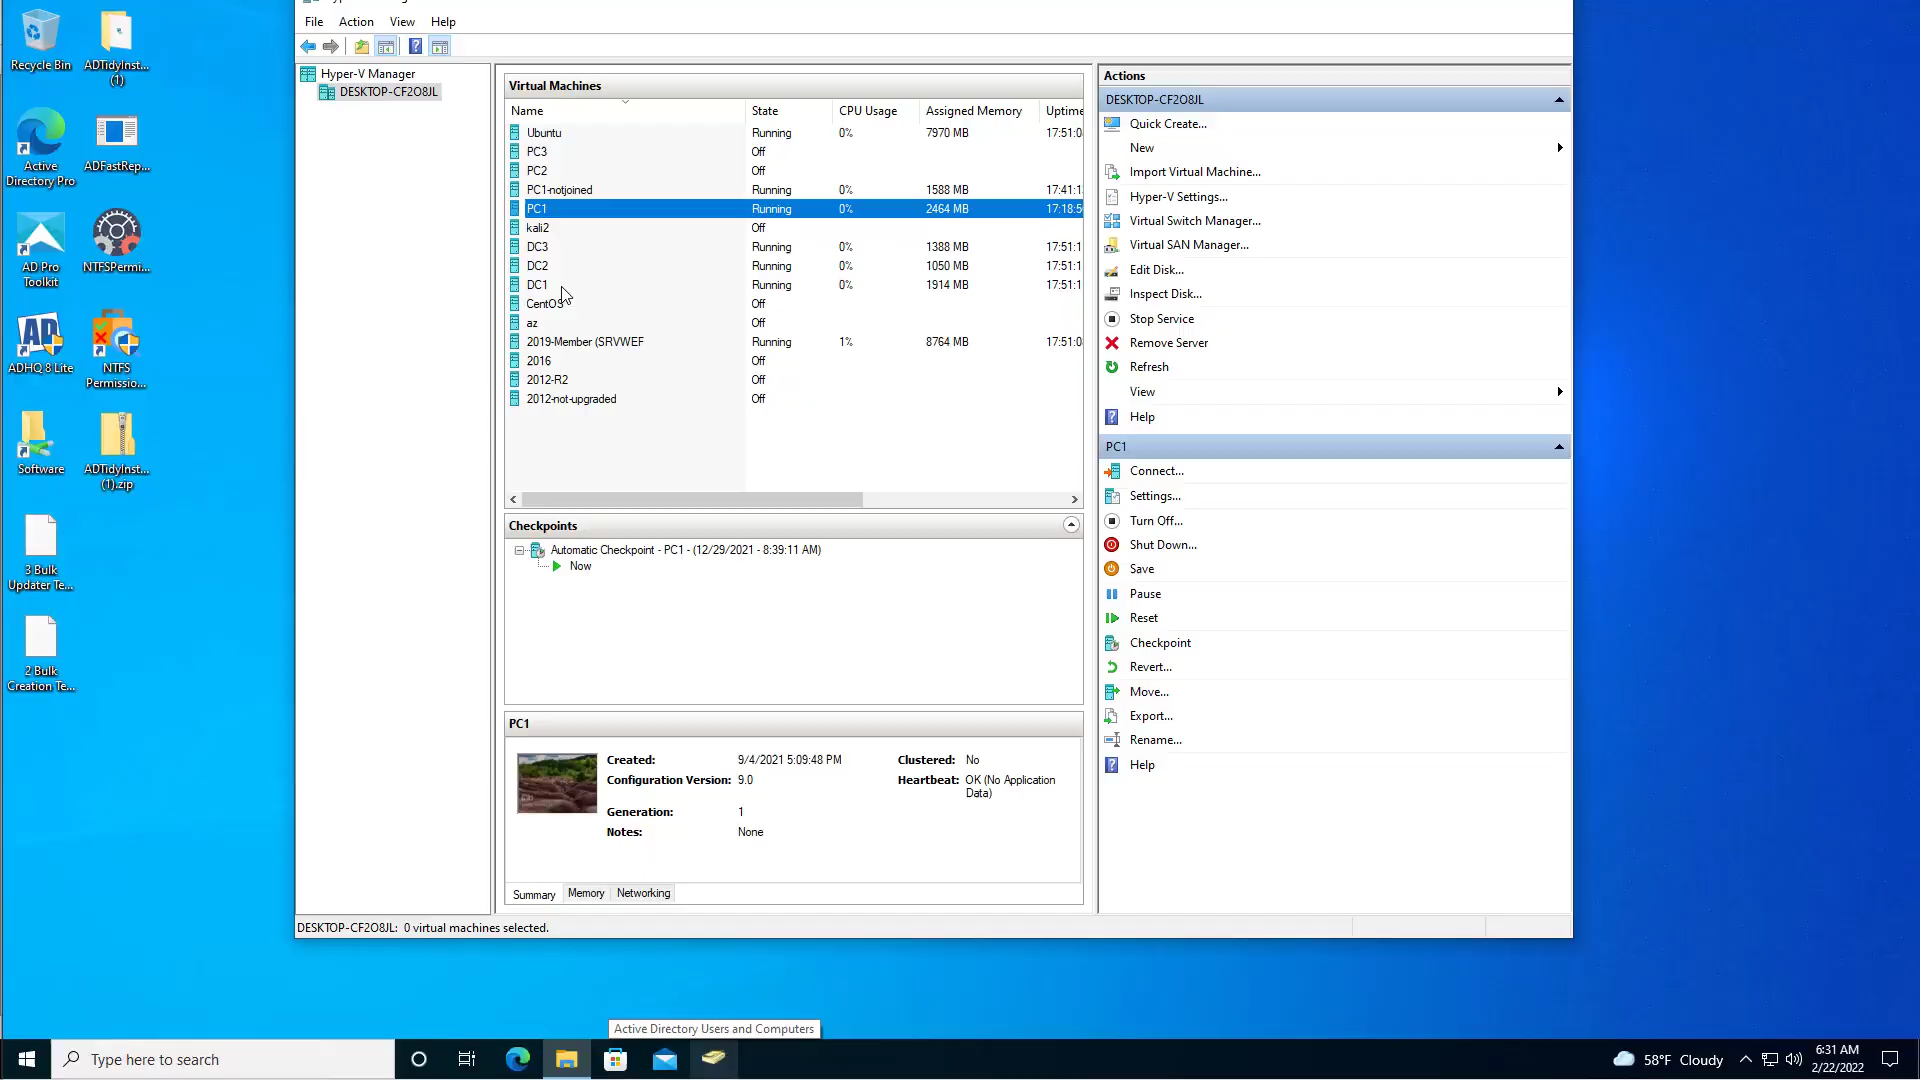 File Action View Help
Recycle Bin
ADTidyInst...
(1)
Active
Directory Pro
ADFastRep...
AD Pro
Toolkit
NTFSPermi...
ADHQ 8 Lite
NTFS
Permissio...
Software
ADTidyInst...
(1).zip
3 Bulk
Updater Te...
2 Bulk
Creation Te...
Hyper-V Manager
DESKTOP-CF2O8JL
Virtual Machines
Name State CPU Usage Assigned Memory Uptime
Ubuntu Running 0% 7970 MB 17:51:0
PC3 Off
PC2 Off
PC1-notjoined Running 0% 1588 MB 17:41:1
PC1 Running 0% 2464 MB 17:18:5
kali2 Off
DC3 Running 0% 1388 MB 17:51:1
DC2 Running 0% 1050 MB 17:51:1
DC1 Running 0% 1914 MB 17:51:1
CentOS Off
az Off
2019-Member (SRVWEF Running 1% 8764 MB 17:51:0
2016 Off
2012-R2 Off
2012-not-upgraded Off
Checkpoints
Automatic Checkpoint - PC1 - (12/29/2021 - 8:39:11 AM)
Now
PC1
Created: 9/4/2021 5:09:48 PM Clustered: No
Configuration Version: 9.0 Heartbeat: OK (No Application
Data)
Generation: 1
Notes: None
Summary Memory Networking
Actions
DESKTOP-CF2O8JL
Quick Create...
New
Import Virtual Machine...
Hyper-V Settings...
Virtual Switch Manager...
Virtual SAN Manager...
Edit Disk...
Inspect Disk...
Stop Service
Remove Server
Refresh
View
Help
PC1
Connect...
Settings...
Turn Off...
Shut Down...
Save
Pause
Reset
Checkpoint
Revert...
Move...
Export...
Rename...
Help
DESKTOP-CF2O8JL: 0 virtual machines selected.
Active Directory Users and Computers
Type here to search
58°F Cloudy
6:31 AM
2/22/2022